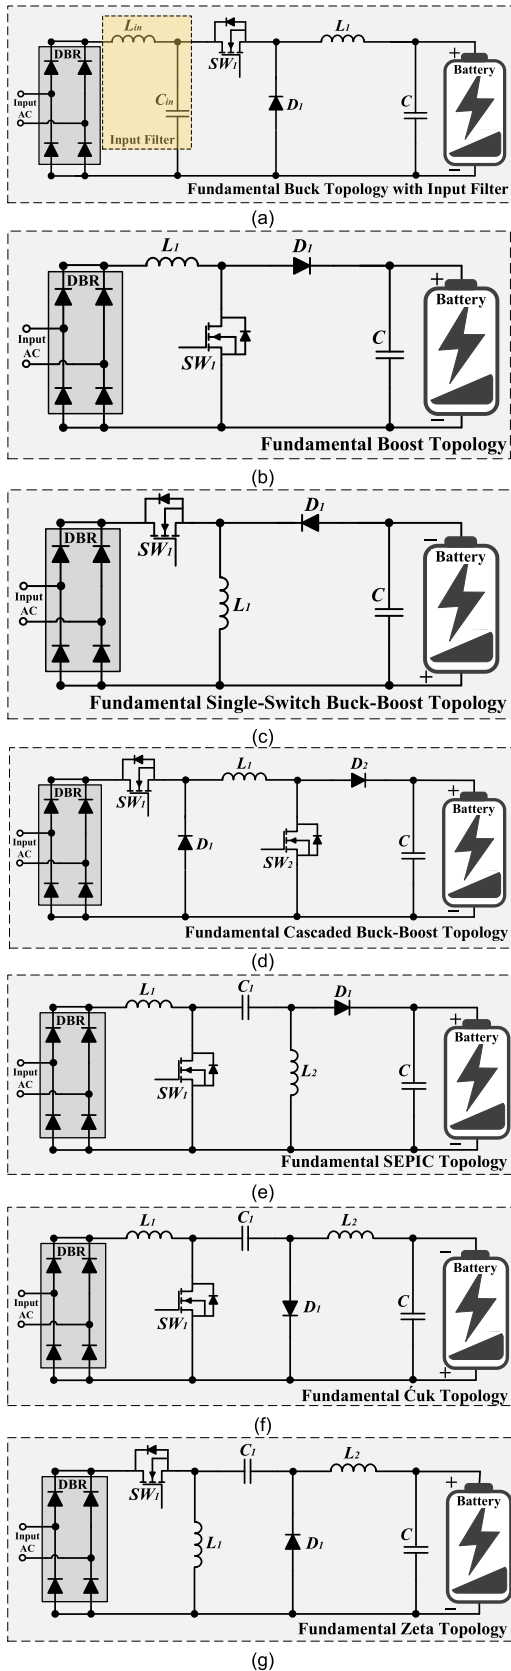 DBR
Lin
SW1
L1
Input
AC
Cin
Input Filter
D1
C
+
Battery
−
Fundamental Buck Topology with Input Filter
(a)
DBR
L1
D1
Input
AC
SW1
C
+
Battery
−
Fundamental Boost Topology
(b)
DBR
SW1
D1
Input
AC
L1
C
−
Battery
+
Fundamental Single-Switch Buck-Boost Topology
(c)
DBR
SW1
L1
D2
Input
AC
D1
SW2
C
+
Battery
−
Fundamental Cascaded Buck-Boost Topology
(d)
DBR
L1
C1
D1
Input
AC
SW1
L2
C
+
Battery
−
Fundamental SEPIC Topology
(e)
DBR
L1
C1
L2
Input
AC
SW1
D1
C
−
Battery
+
Fundamental Ćuk Topology
(f)
DBR
SW1
C1
L2
Input
AC
L1
D1
C
+
Battery
−
Fundamental Zeta Topology
(g)